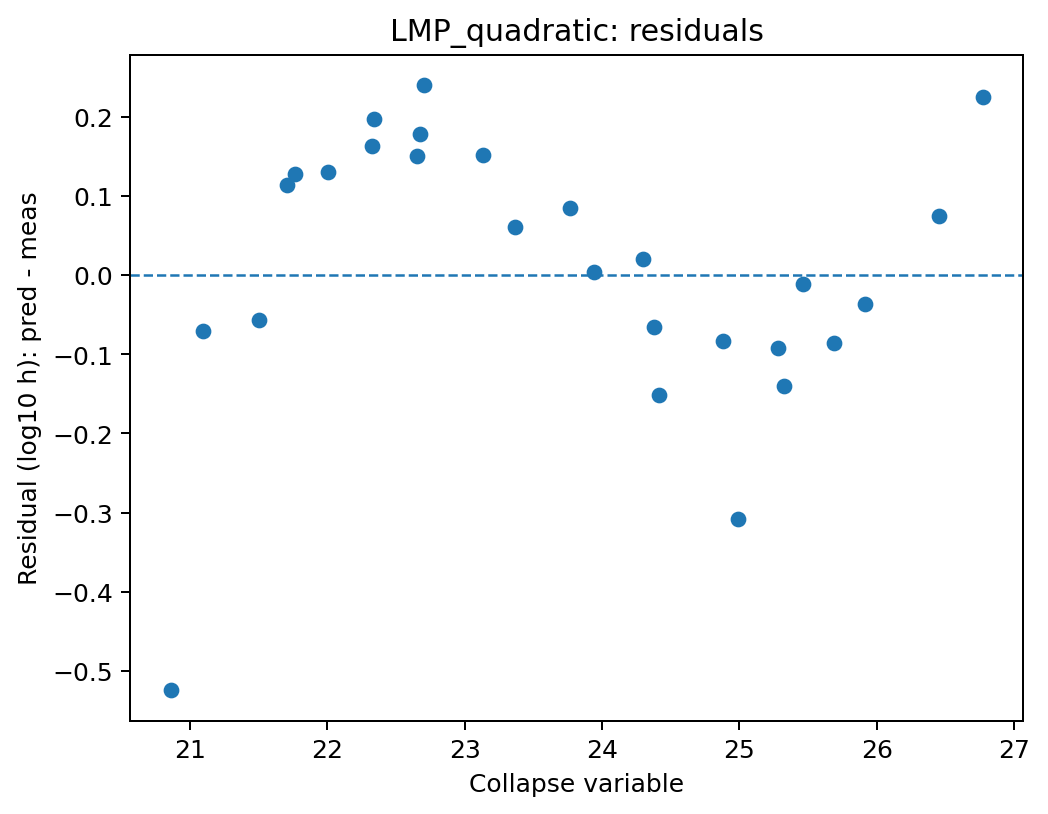 LMP_quadratic: residuals
Residual (log10 h): pred - meas
0.2
0.1
0.0
−0.1
−0.2
−0.3
−0.4
−0.5
21 22 23 24 25 26 27
Collapse variable